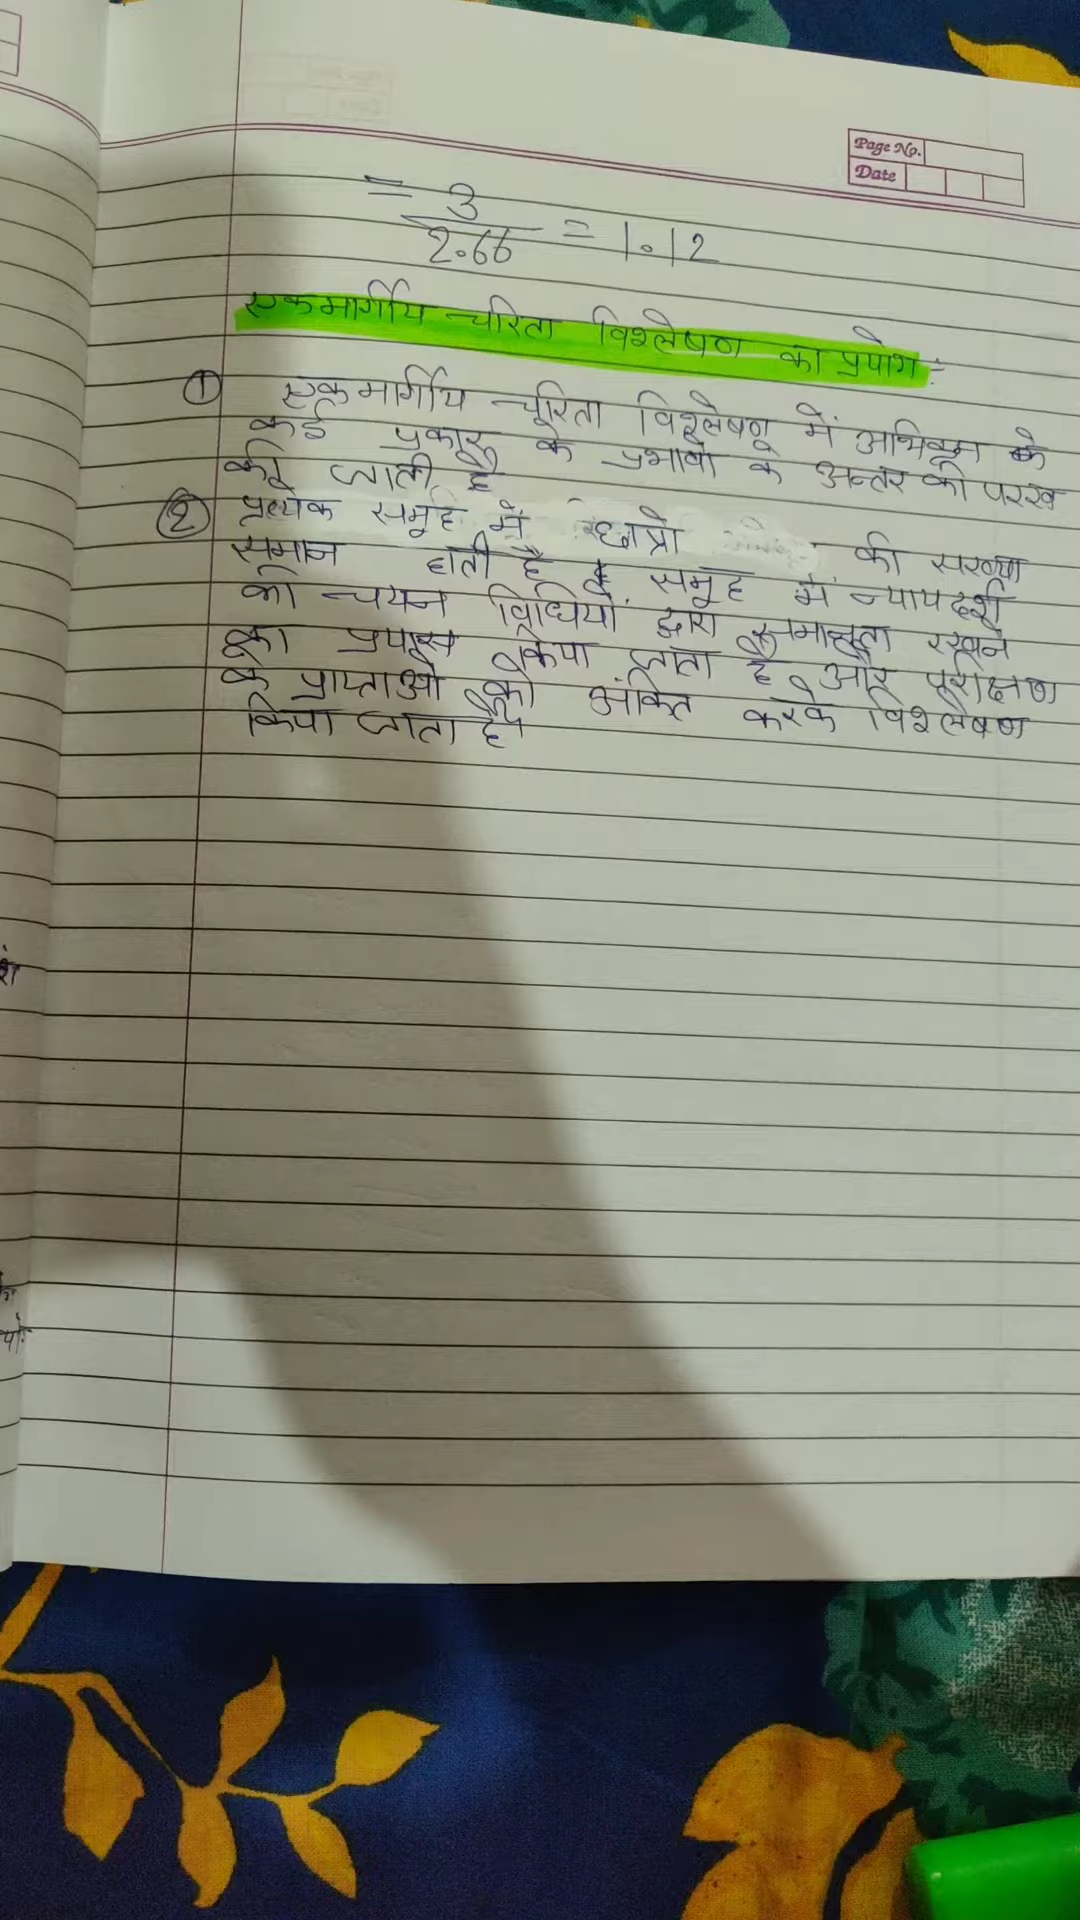 Page No.
Date
= 3/2.66 = 1.12
एकमार्गीय चरिता विश्लेषण का प्रयोग :-
① एकमार्गीय चरिता विश्लेषण में अभिक्रम के
कई प्रकार के प्रभावों के अन्तर की परख
की जाती है
② प्रत्येक समूह में छात्रो की संख्या
समान होती है समूह में न्यायदर्श
की चयन विधियों द्वारा समानता रखने
का प्रयास किया जाता है और परीक्षण
के प्राप्ताओं को अंकित करके विश्लेषण
किया जाता है।